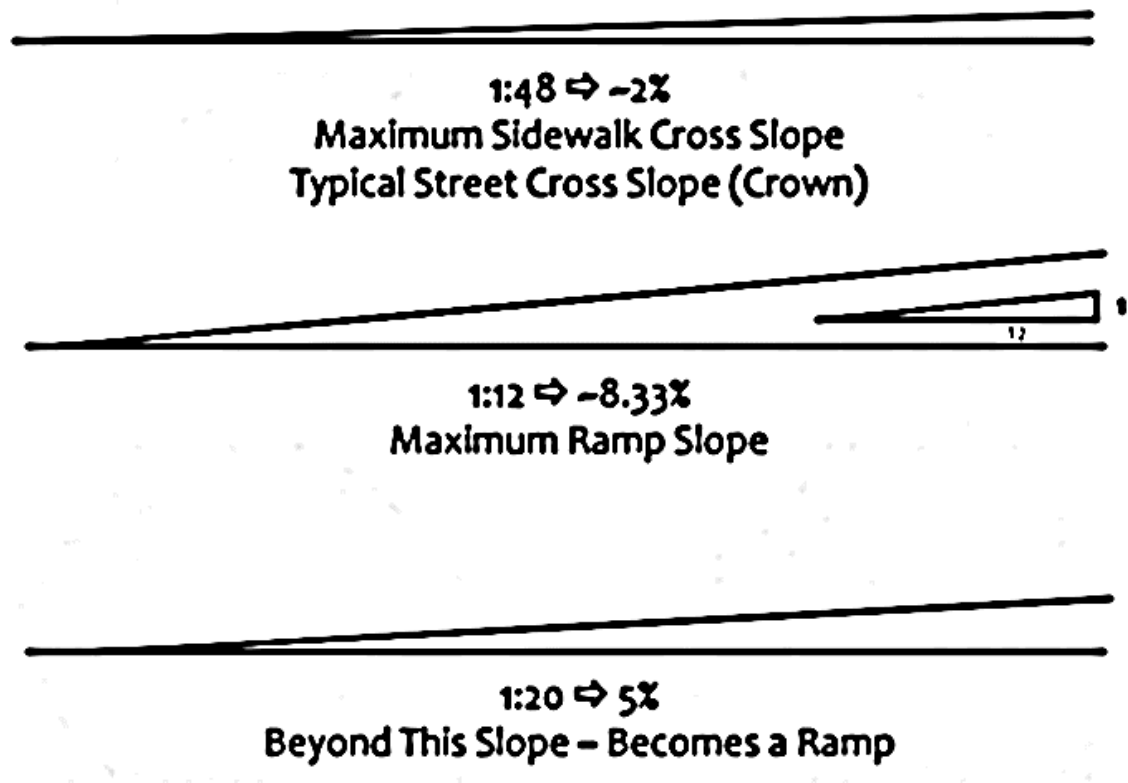 1:48 ⇨ ~2%
Maximum Sidewalk Cross Slope
Typical Street Cross Slope (Crown)
1
12
1:12 ⇨ ~8.33%
Maximum Ramp Slope
1:20 ⇨ 5%
Beyond This Slope – Becomes a Ramp